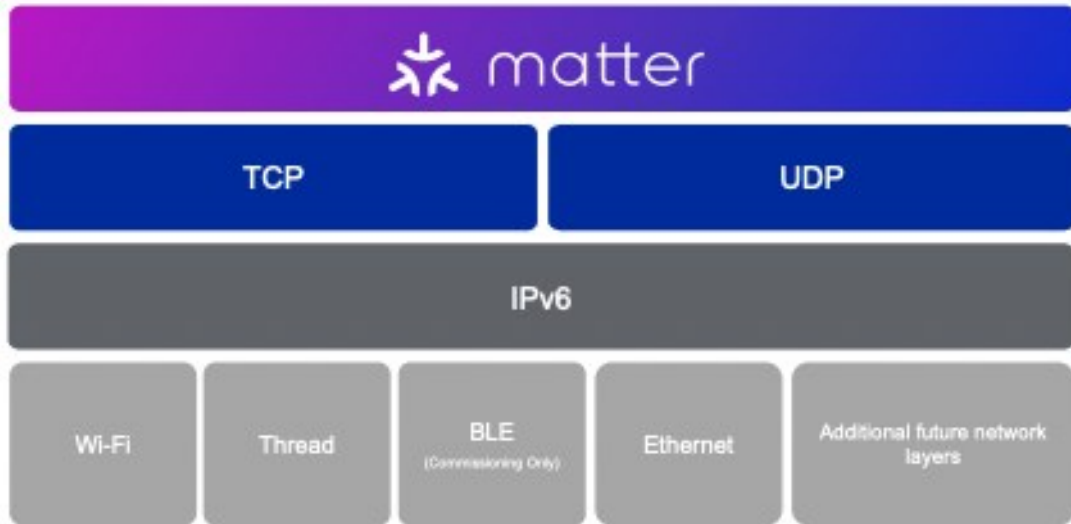 matter
TCP
UDP
IPv6
Wi-Fi
Thread
BLE
(Commissioning Only)
Ethernet
Additional future network
layers